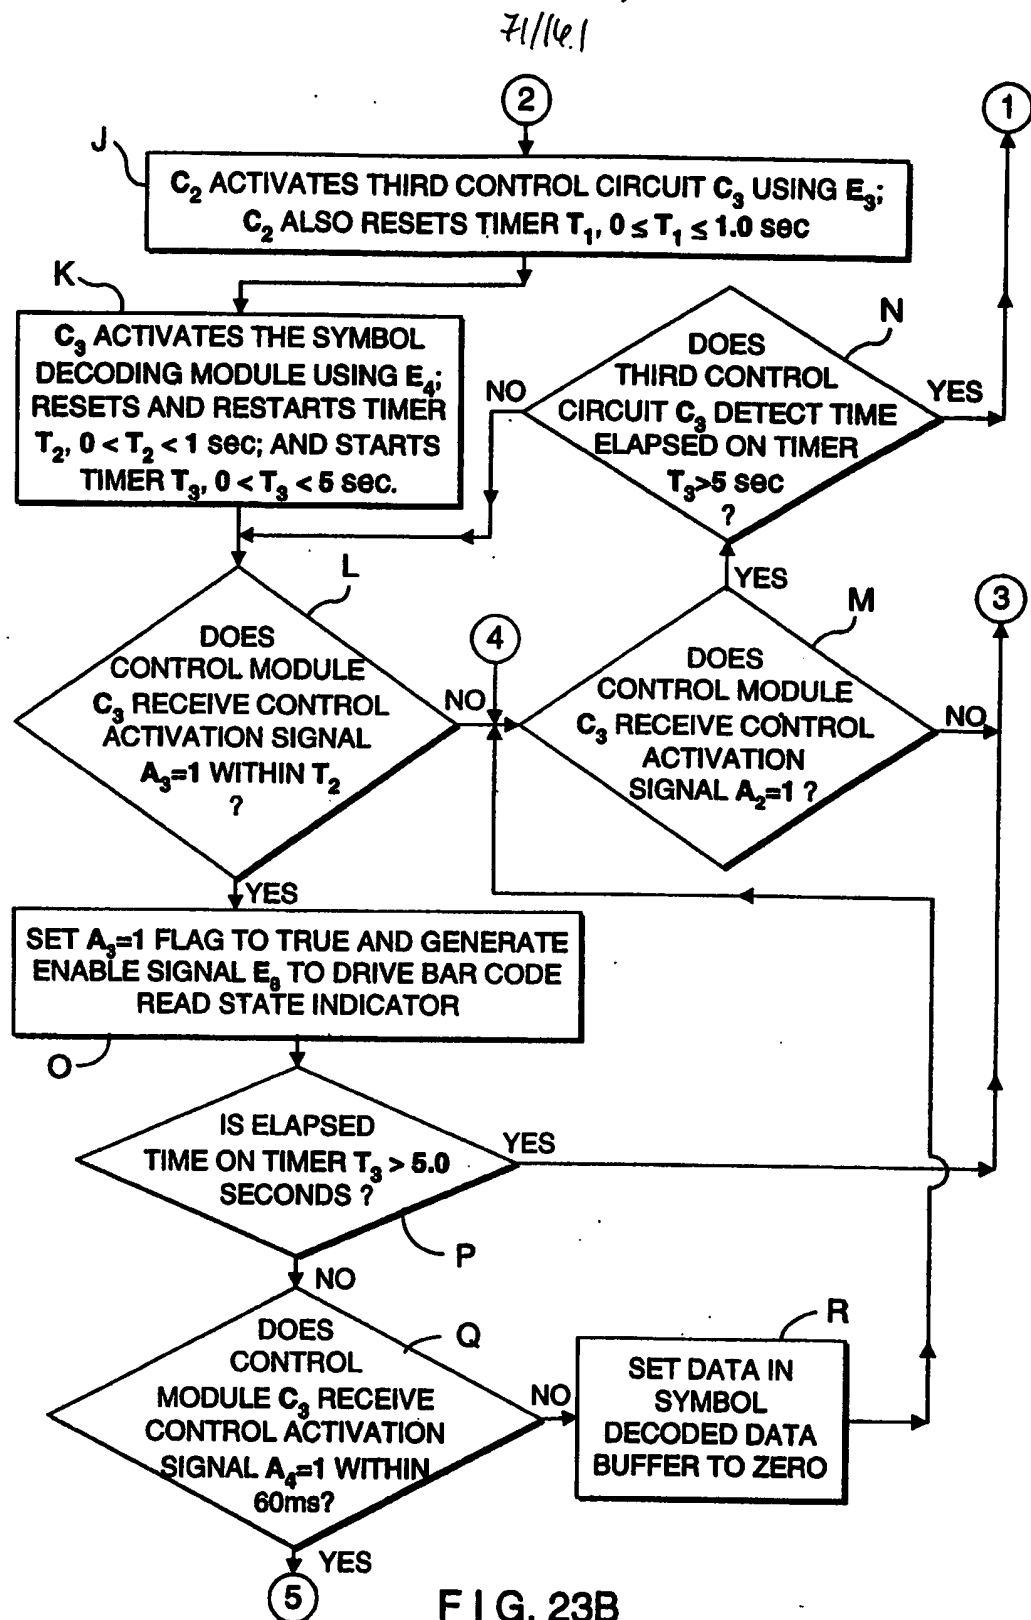 71/161
2
1
J
C2 ACTIVATES THIRD CONTROL CIRCUIT C3 USING E3;
C2 ALSO RESETS TIMER T1, 0 ≤ T1 ≤ 1.0 sec
K
C3 ACTIVATES THE SYMBOL
DECODING MODULE USING E4;
RESETS AND RESTARTS TIMER
T2, 0 < T2 < 1 sec; AND STARTS
TIMER T3, 0 < T3 < 5 sec.
N
DOES
THIRD CONTROL
CIRCUIT C3 DETECT TIME
ELAPSED ON TIMER
T3>5 sec
?
NO
YES
L
DOES
CONTROL MODULE
C3 RECEIVE CONTROL
ACTIVATION SIGNAL
A3=1 WITHIN T2
?
NO
YES
4
YES
M
3
DOES
CONTROL MODULE
C3 RECEIVE CONTROL
ACTIVATION
SIGNAL A2=1 ?
NO
SET A3=1 FLAG TO TRUE AND GENERATE
ENABLE SIGNAL E8 TO DRIVE BAR CODE
READ STATE INDICATOR
O
IS ELAPSED
TIME ON TIMER T3 > 5.0
SECONDS ?
YES
P
NO
Q
DOES
CONTROL
MODULE C3 RECEIVE
CONTROL ACTIVATION
SIGNAL A4=1 WITHIN
60ms?
NO
R
SET DATA IN
SYMBOL
DECODED DATA
BUFFER TO ZERO
YES
5
FIG. 23B